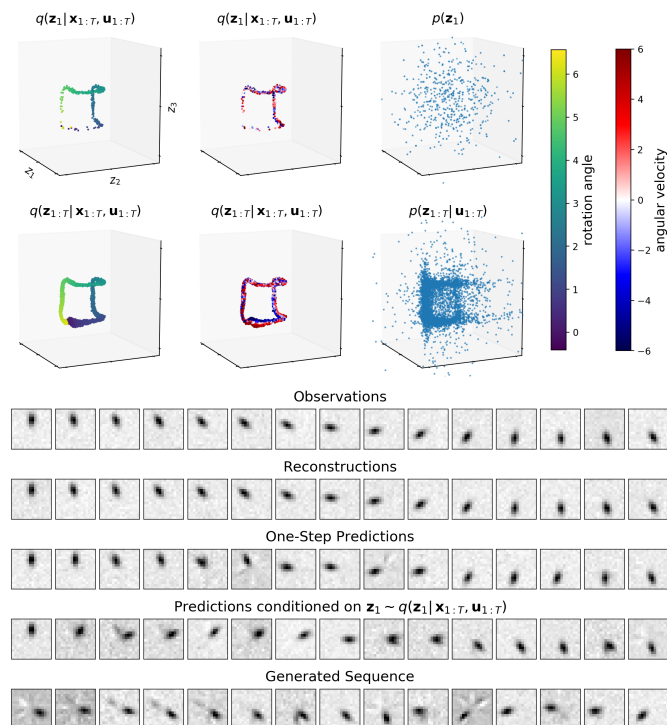 q(z₁| x₁:T, u₁:T)
q(z₁| x₁:T, u₁:T)
p(z₁)
z₁
z₂
z₃
q(z₁:T| x₁:T, u₁:T)
q(z₁:T| x₁:T, u₁:T)
p(z₁:T| u₁:T)
6
5
4
3
2
1
0
rotation angle
6
4
2
0
−2
−4
−6
angular velocity
Observations
Reconstructions
One-Step Predictions
Predictions conditioned on z₁ ~ q(z₁| x₁:T, u₁:T)
Generated Sequence